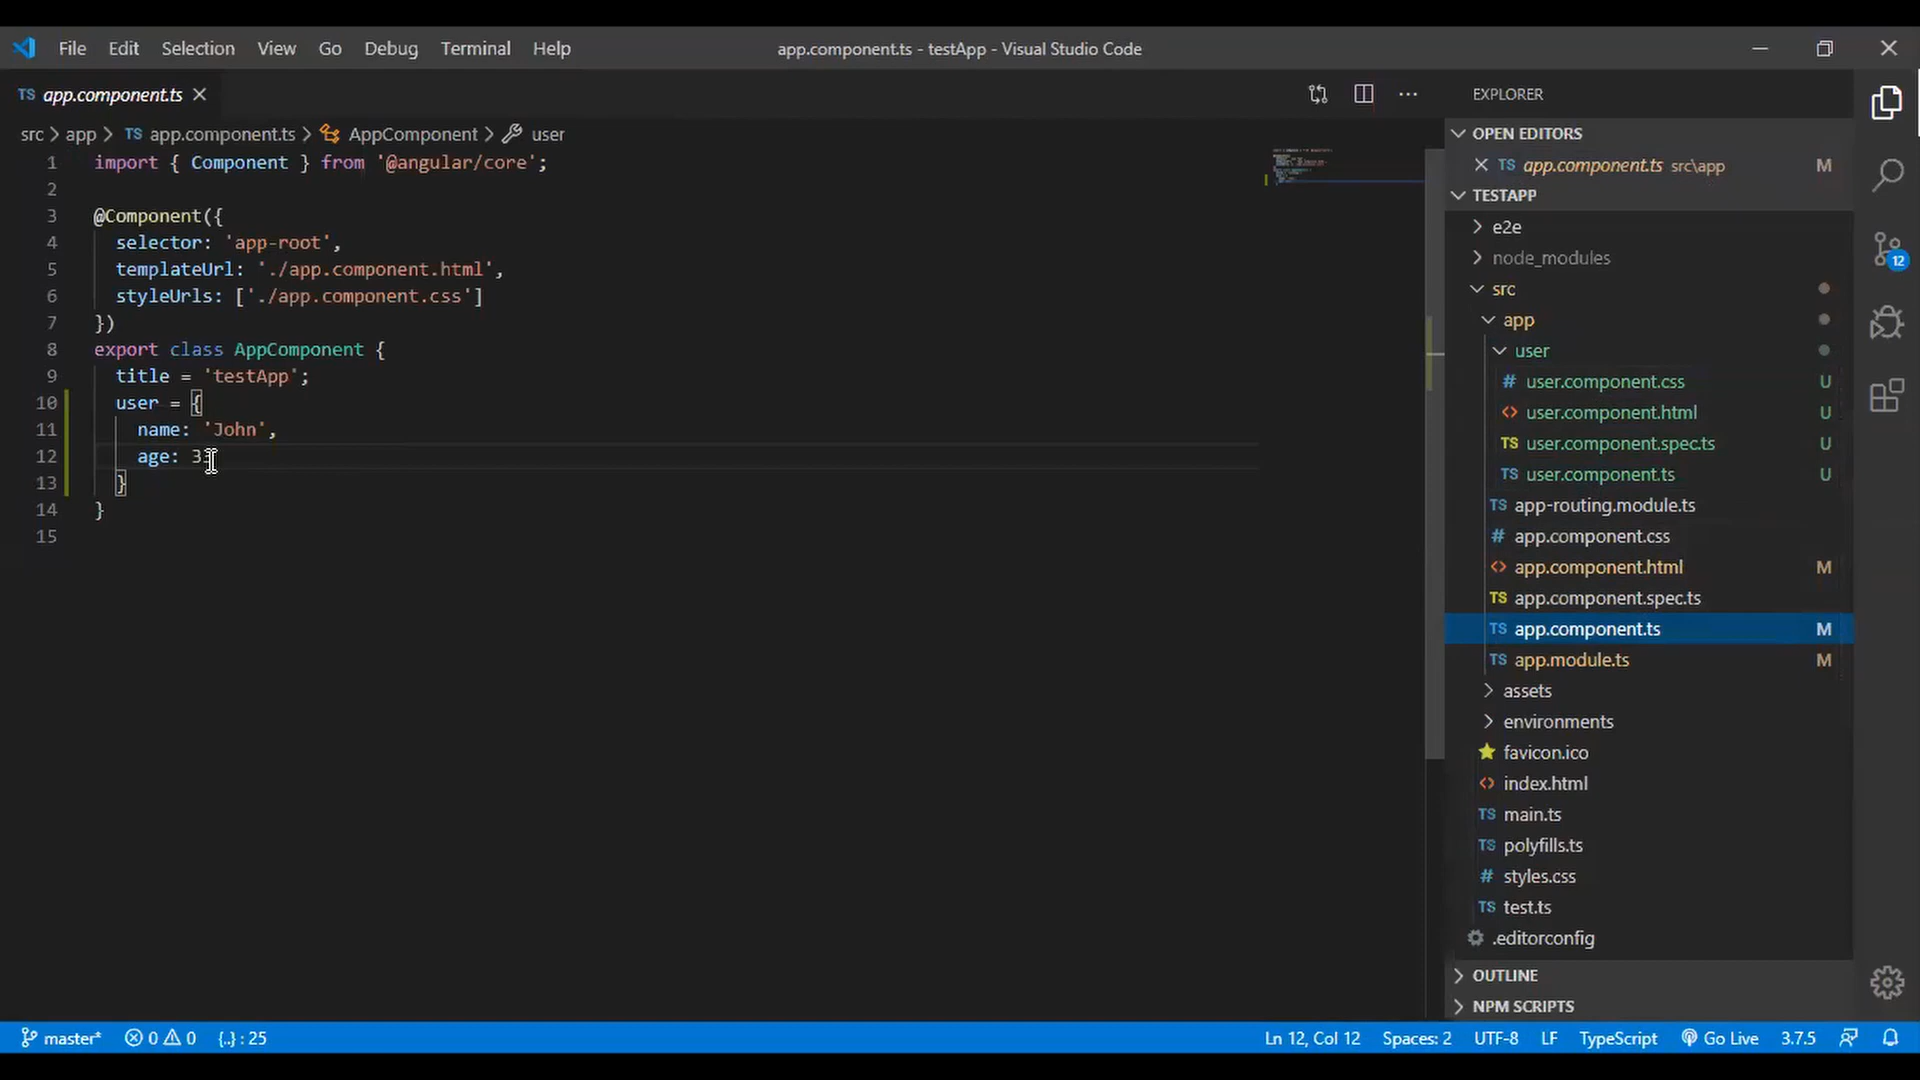 File Edit Selection View Go Debug Terminal Help
app.component.ts - testApp - Visual Studio Code
TS app.component.ts
src > app > TS app.component.ts > AppComponent > user
1 import { Component } from '@angular/core';
2
3 @Component({
4 selector: 'app-root',
5 templateUrl: './app.component.html',
6 styleUrls: ['./app.component.css']
7 })
8 export class AppComponent {
9 title = 'testApp';
10 user = {
11 name: 'John',
12 age: 33
13 }
14 }
15
EXPLORER
OPEN EDITORS
TS app.component.ts src\app M
TESTAPP
e2e
node_modules
src
app
user
# user.component.css U
<> user.component.html U
TS user.component.spec.ts U
TS user.component.ts U
TS app-routing.module.ts
# app.component.css
<> app.component.html M
TS app.component.spec.ts
TS app.component.ts M
TS app.module.ts M
assets
environments
favicon.ico
<> index.html
TS main.ts
TS polyfills.ts
# styles.css
TS test.ts
.editorconfig
OUTLINE
NPM SCRIPTS
12
master* 0 0 {..} : 25
Ln 12, Col 12 Spaces: 2 UTF-8 LF TypeScript Go Live 3.7.5